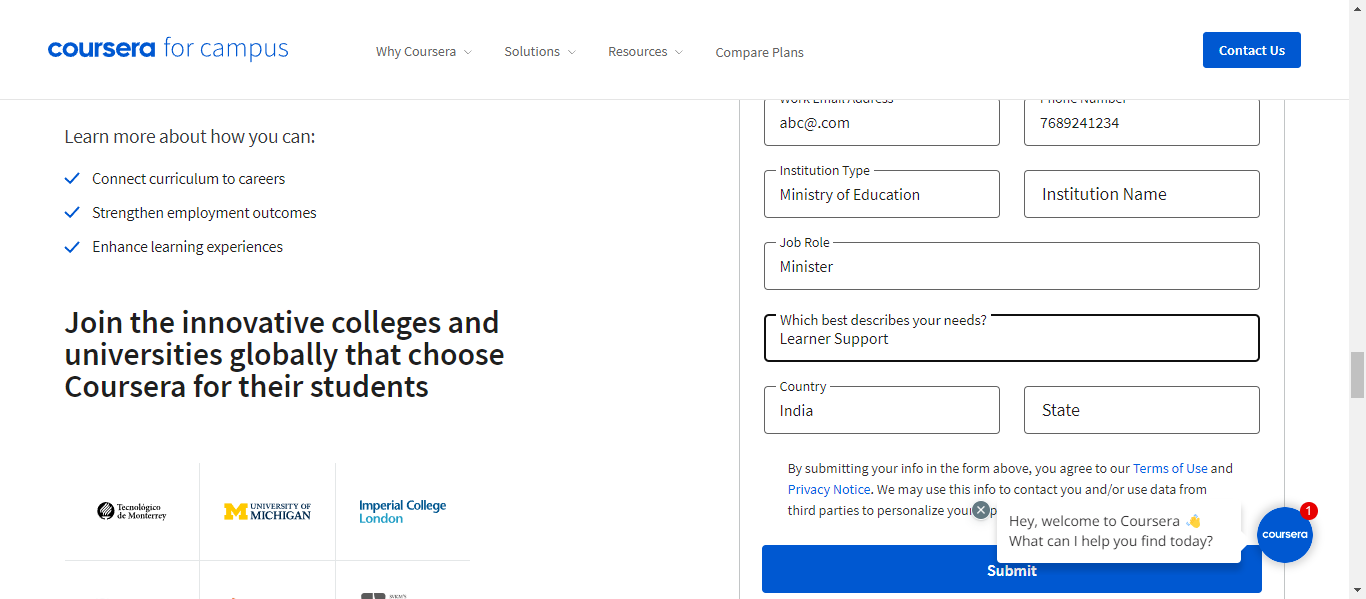 coursera for campus
Why Coursera
Solutions
Resources
Compare Plans
Contact Us
Learn more about how you can:
Connect curriculum to careers
Strengthen employment outcomes
Enhance learning experiences
Join the innovative colleges and
universities globally that choose
Coursera for their students
Tecnológico
de Monterrey
M UNIVERSITY OF
MICHIGAN
Imperial College
London
Work Email Address
abc@.com
Phone Number
7689241234
Institution Type
Ministry of Education
Institution Name
Job Role
Minister
Which best describes your needs?
Learner Support
Country
India
State
By submitting your info in the form above, you agree to our Terms of Use and
Privacy Notice. We may use this info to contact you and/or use data from
third parties to personalize your
Hey, welcome to Coursera 👋
What can I help you find today?
coursera
1
Submit